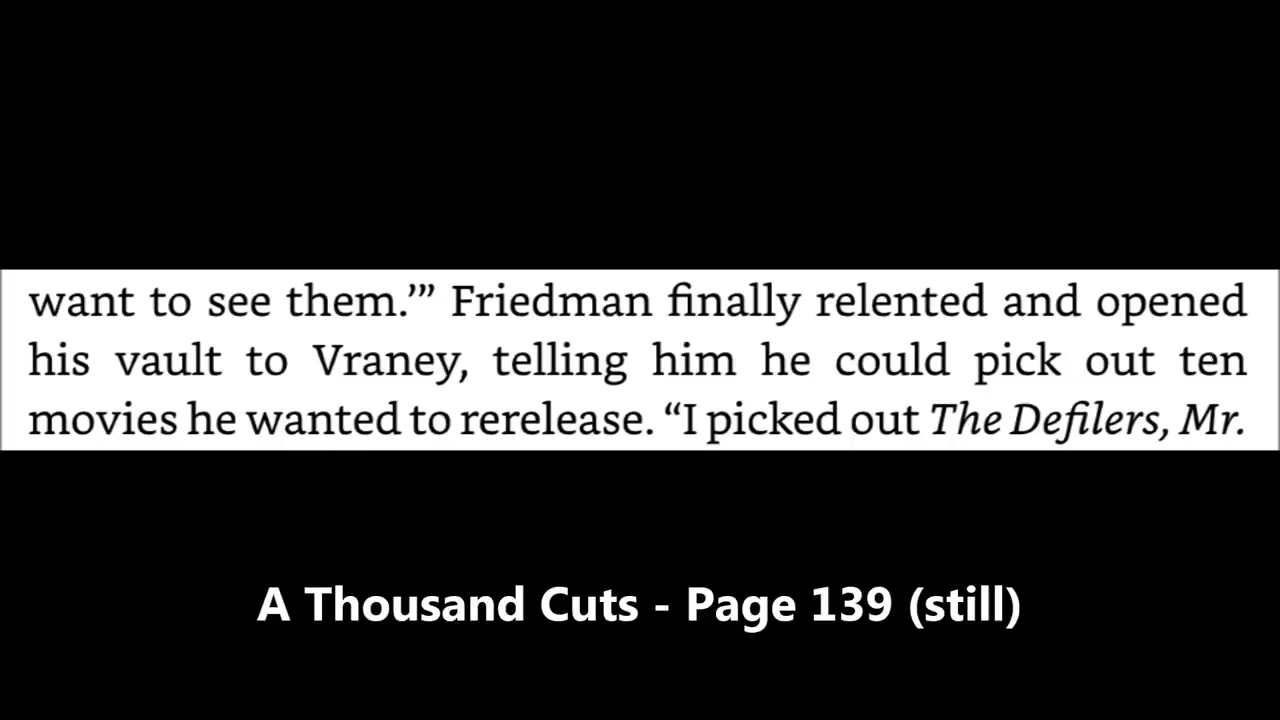 want to see them.’” Friedman finally relented and opened
his vault to Vraney, telling him he could pick out ten
movies he wanted to rerelease. “I picked out The Defilers, Mr.
A Thousand Cuts - Page 139 (still)